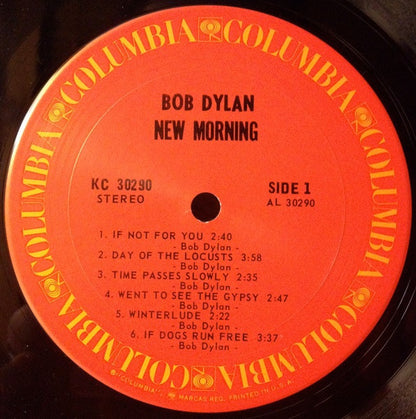 COLUMBIA COLUMBIA COLUMBIA COLUMBIA COLUMBIA COLUMBIA
BOB DYLAN
NEW MORNING
KC 30290 SIDE 1
STEREO AL 30290
1. IF NOT FOR YOU 2:40
- Bob Dylan -
2. DAY OF THE LOCUSTS 3:58
- Bob Dylan -
3. TIME PASSES SLOWLY 2:35
- Bob Dylan -
4. WENT TO SEE THE GYPSY 2:47
- Bob Dylan -
5. WINTERLUDE 2:22
- Bob Dylan -
6. IF DOGS RUN FREE 3:37
- Bob Dylan -
"COLUMBIA", MARCAS REG. PRINTED IN U.S.A.